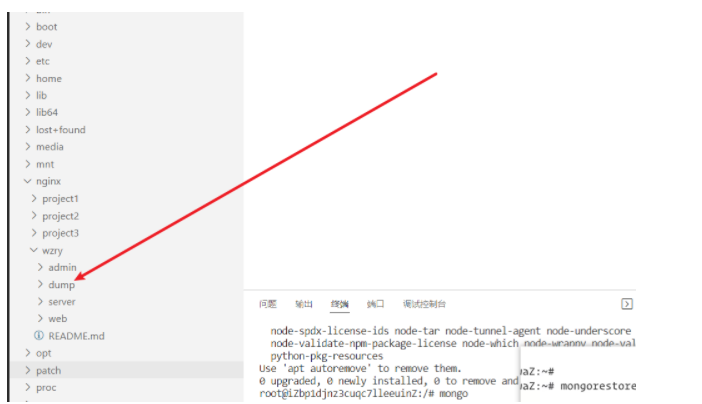 > boot
> dev
> etc
> home
> lib
> lib64
> lost+found
> media
> mnt
∨ nginx
> project1
> project2
> project3
∨ wzry
> admin
> dump
> server
> web
ⓘ README.md
> opt
> patch
> proc
问题 输出 终端 端口 调试控制台
node-spdx-license-ids node-tar node-tunnel-agent node-underscore
node-validate-npm-package-license node-which node-wrappy node-yal
python-pkg-resources
Use 'apt autoremove' to remove them.
0 upgraded, 0 newly installed, 0 to remove and
root@iZbp1djnz3cuqc7lleeuinZ:/# mongo
aZ:~#
aZ:~# mongorestore